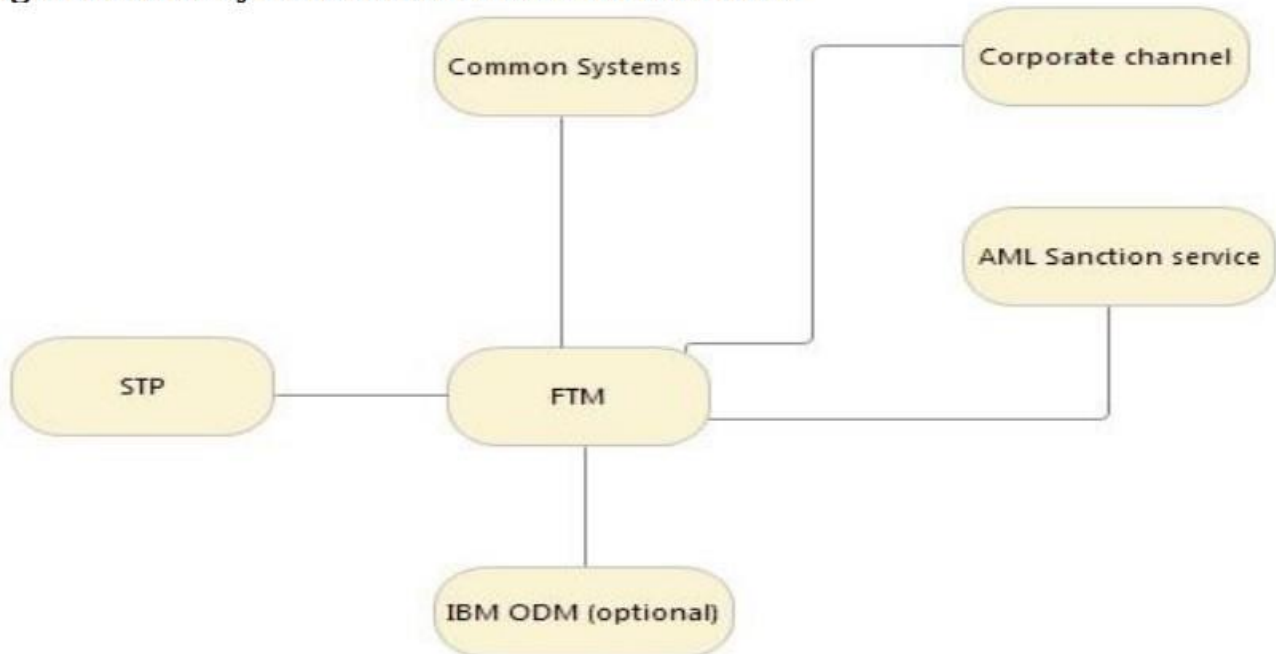 Common Systems
Corporate channel
AML Sanction service
STP
FTM
IBM ODM (optional)